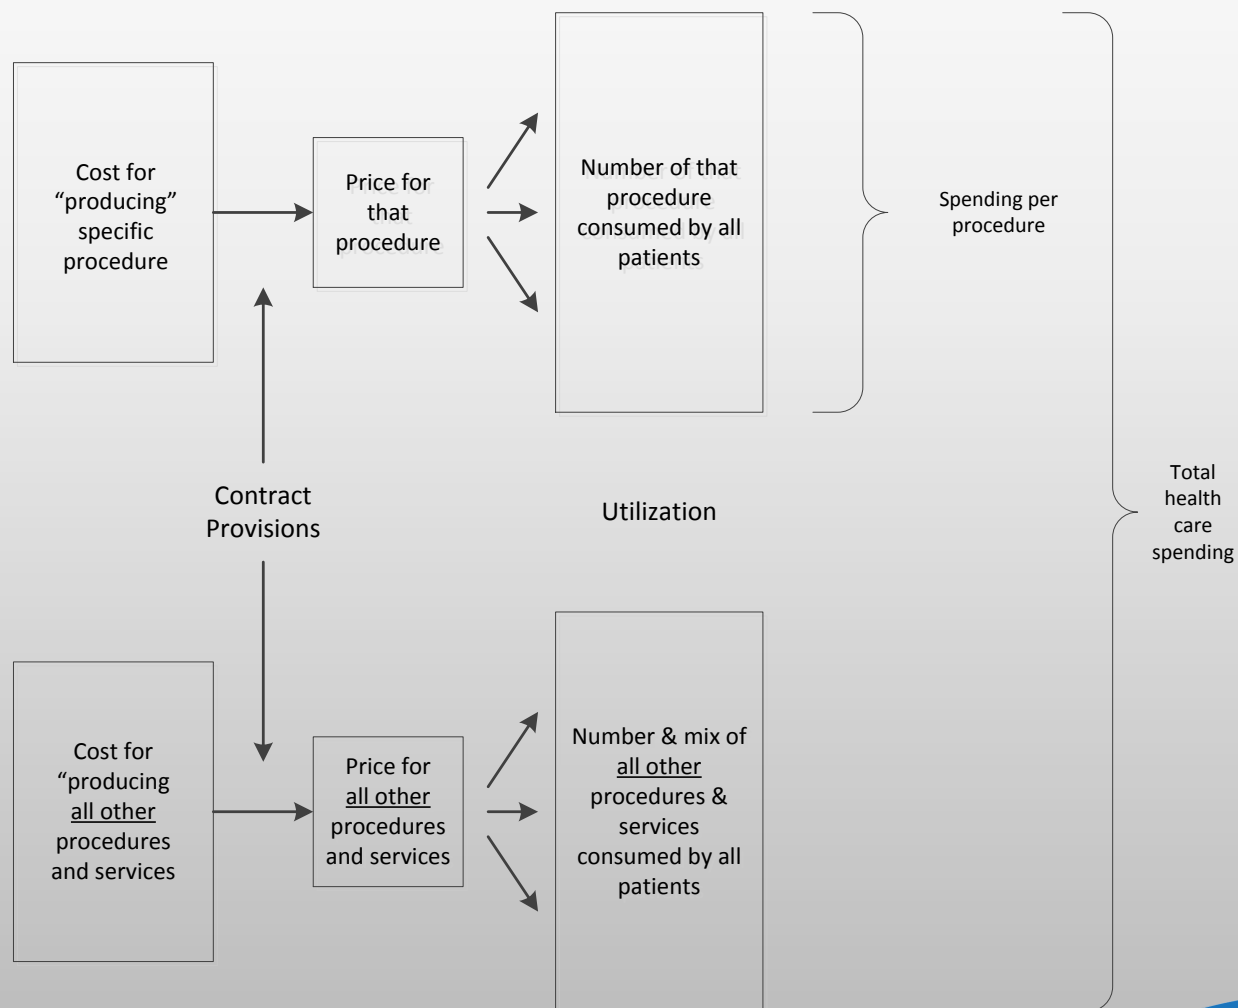 Cost for
“producing”
specific
procedure
Price for
that
procedure
Number of that
procedure
consumed by all
patients
Spending per
procedure
Contract
Provisions
Utilization
Total
health
care
spending
Cost for
“producing
all other
procedures
and services
Price for
all other
procedures
and services
Number & mix of
all other
procedures &
services
consumed by all
patients